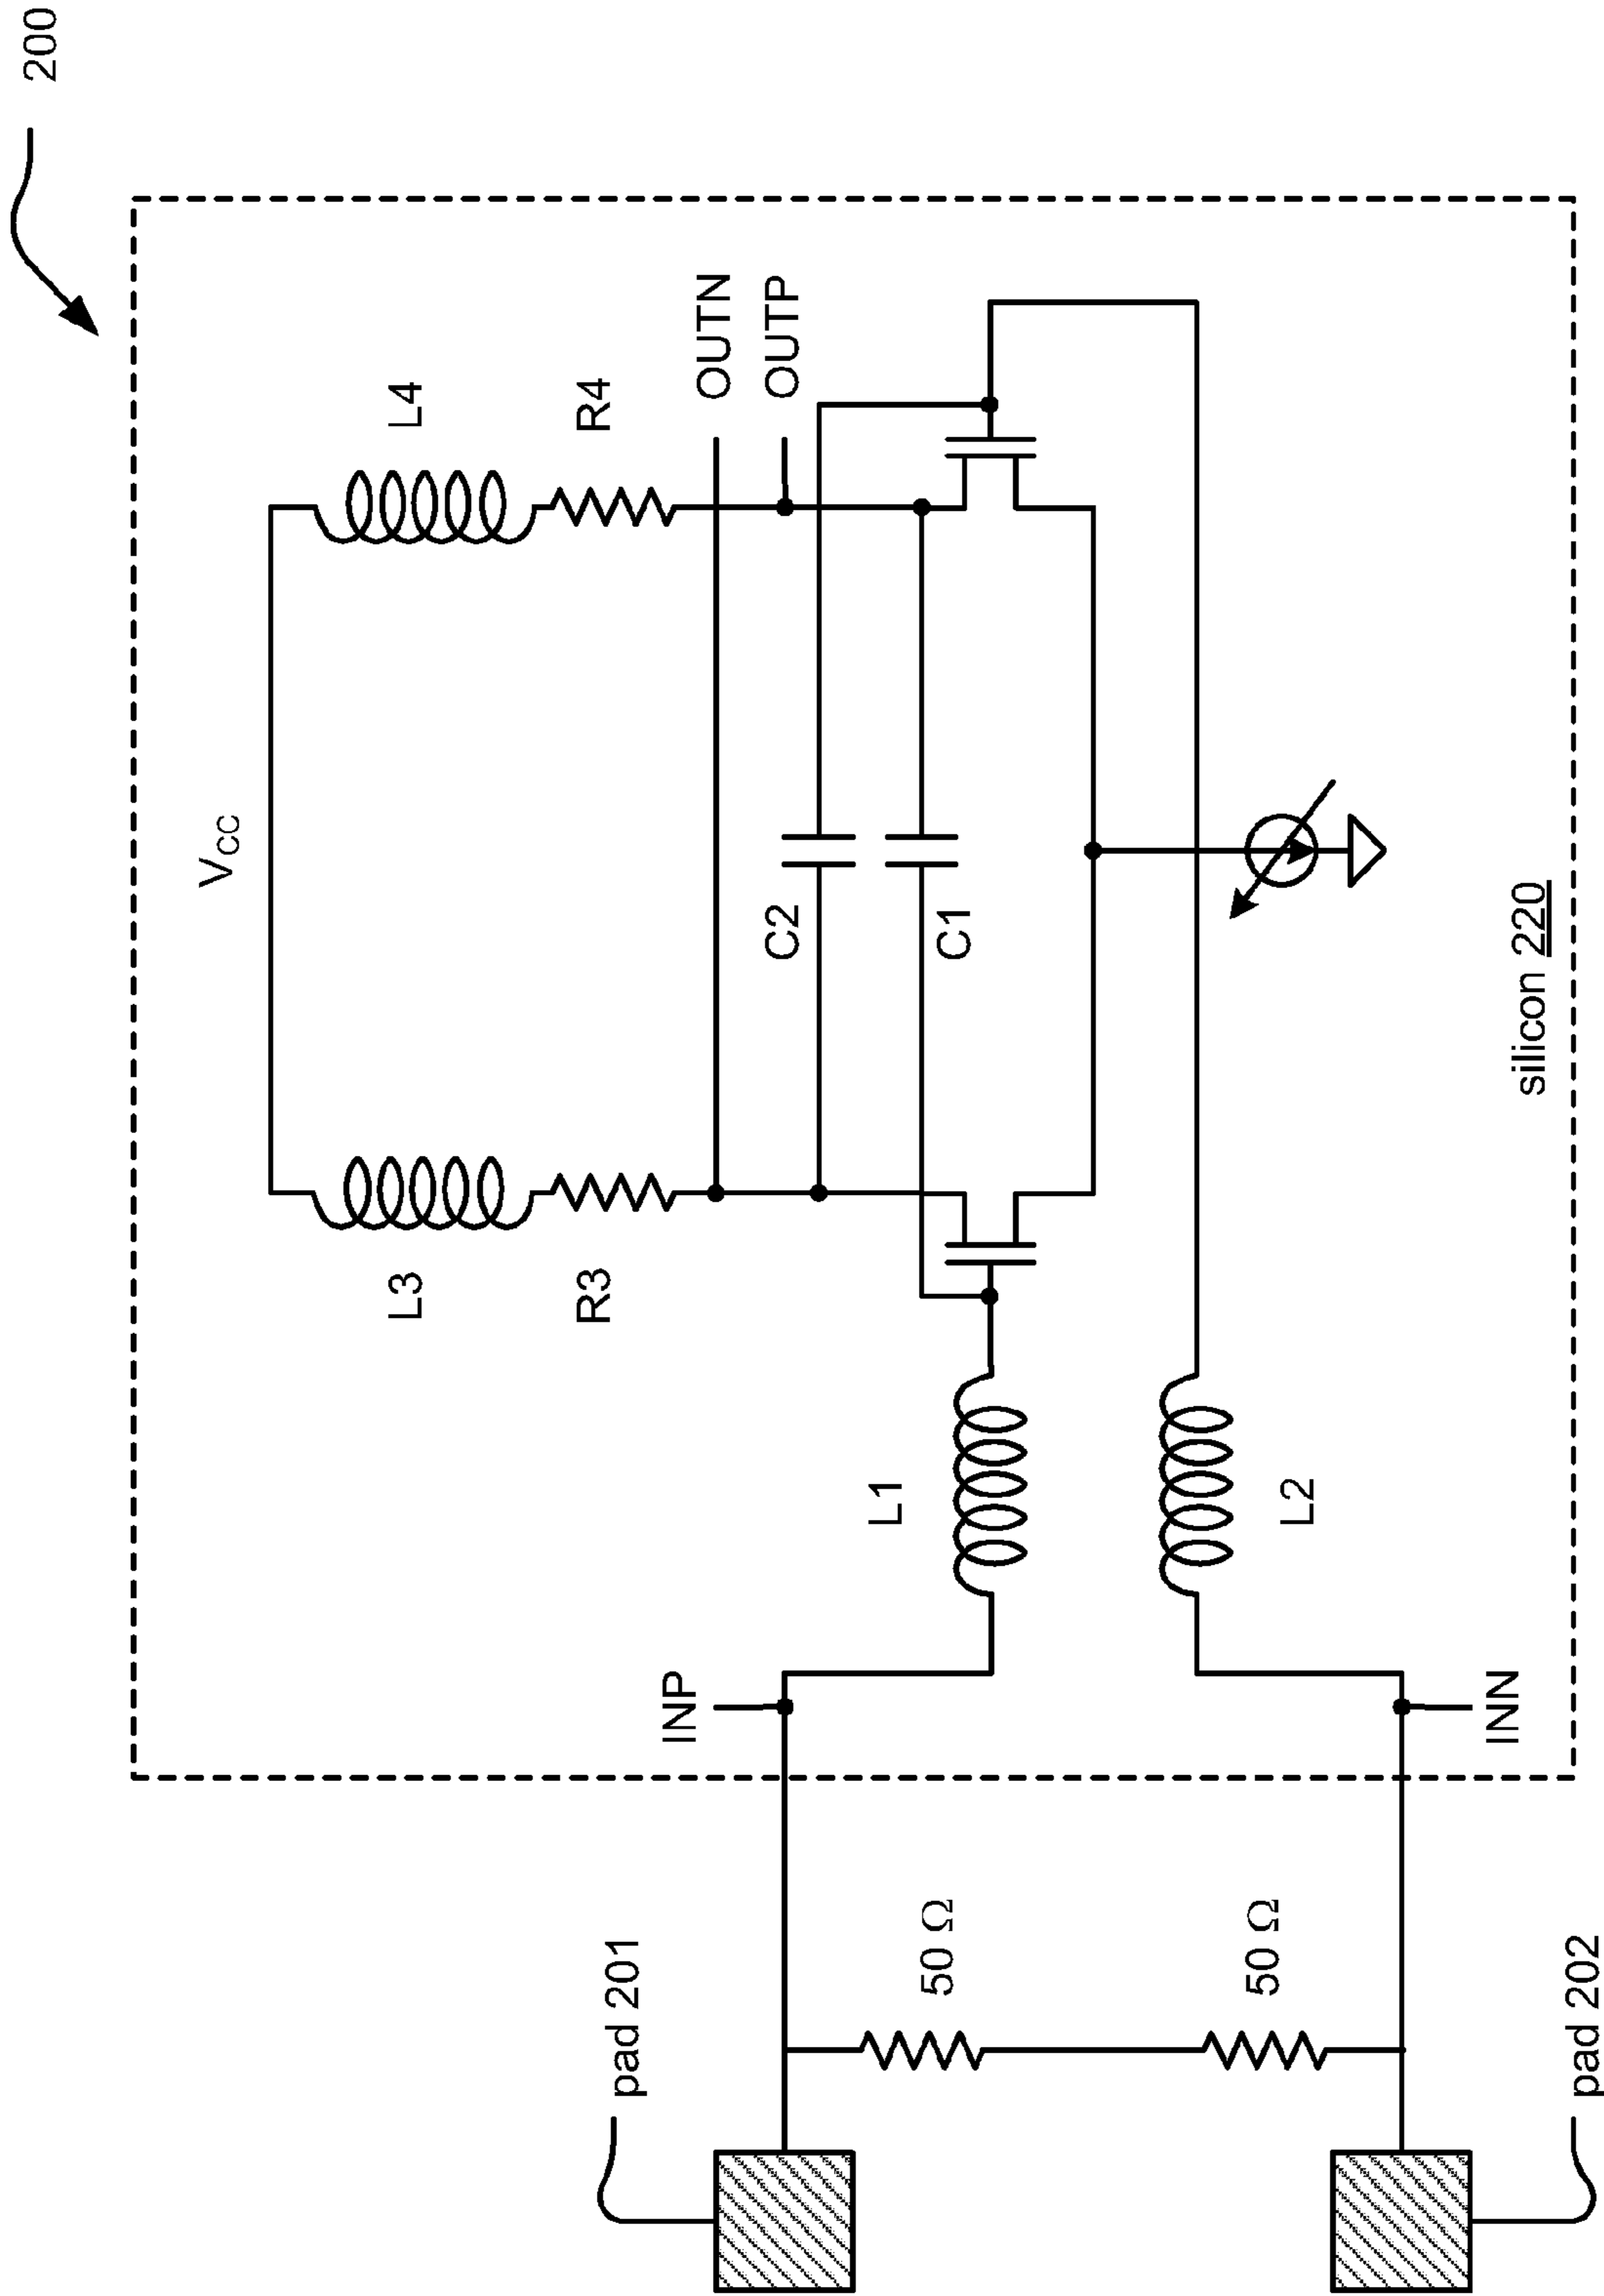 200
V_CC
L3
L4
R3
R4
OUTN
OUTP
C2
C1
INP
L1
L2
INN
pad 201
50 Ω
50 Ω
pad 202
silicon 220